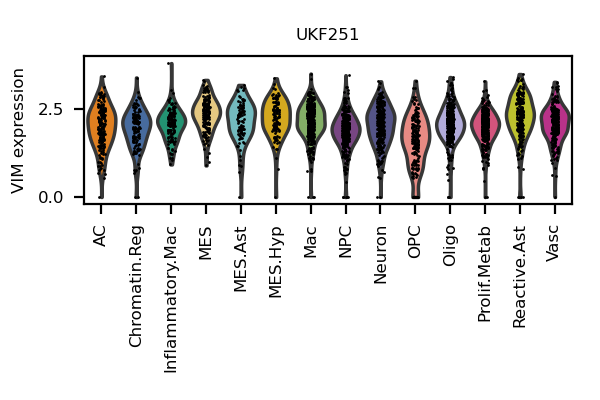 UKF251
VIM expression
2.5
0.0
AC
Chromatin.Reg
Inflammatory.Mac
MES
MES.Ast
MES.Hyp
Mac
NPC
Neuron
OPC
Oligo
Prolif.Metab
Reactive.Ast
Vasc